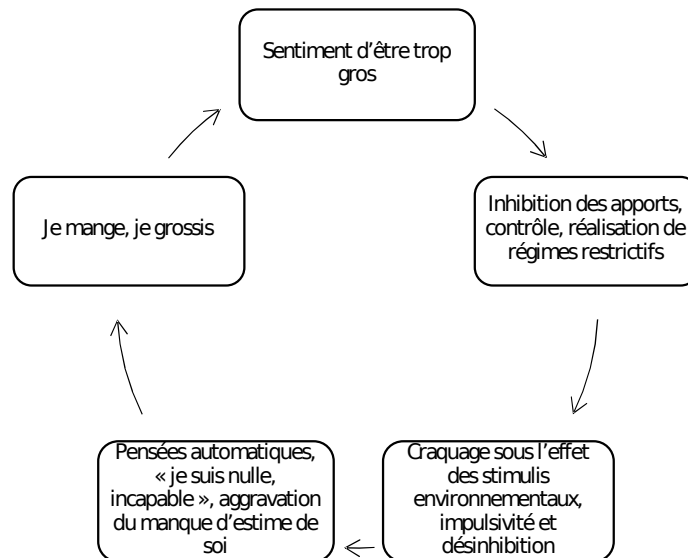 Sentiment d’être trop
gros
Inhibition des apports,
contrôle, réalisation de
régimes restrictifs
Craquage sous l’effet
des stimulis
environnementaux,
impulsivité et
désinhibition
Pensées automatiques,
« je suis nulle,
incapable », aggravation
du manque d’estime de
soi
Je mange, je grossis